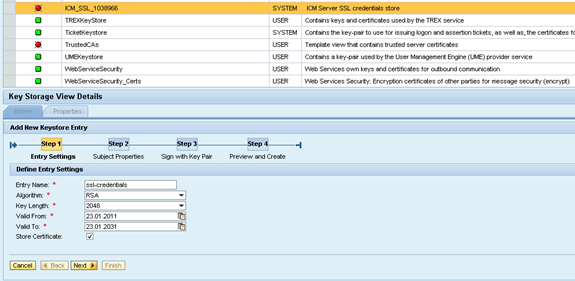 ICM_SSL_1038966 SYSTEM ICM Server SSL credentials store
TREXKeyStore USER Contains keys and certificates used by the TREX service
TicketKeystore SYSTEM Contains the key-pair to use for issuing logon and assertion tickets, as well as, the certificates fo
TrustedCAs USER Template view that contains trusted server certificates
UMEKeystore USER Contains a key-pair used by the User Management Engine (UME) provider service
WebServiceSecurity USER Web Services own keys and certificates for outbound communication
WebServiceSecurity_Certs USER Web Services Security: Encryption certificates of other parties for message security (encrypt)
Key Storage View Details
Entries Properties
Add New Keystore Entry
Step 1 Step 2 Step 3 Step 4
Entry Settings Subject Properties Sign with Key Pair Preview and Create
Define Entry Settings
Entry Name: * ssl-credentials
Algorithm: * RSA
Key Length: * 2048
Valid From: * 23.01.2011
Valid To: * 23.01.2031
Store Certificate:
Cancel Back Next Finish